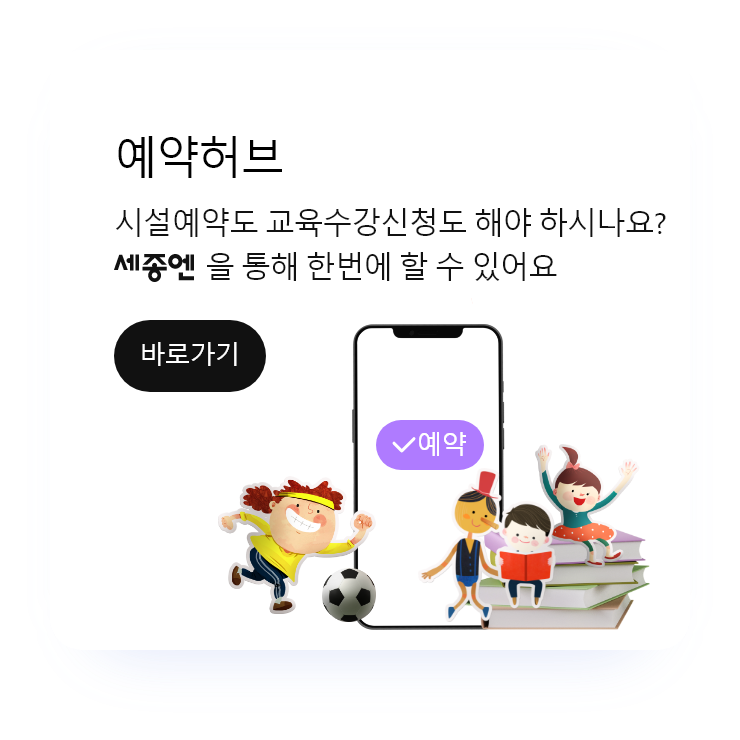 예약허브
시설예약도 교육수강신청도 해야 하시나요?
세종엔 을 통해 한번에 할 수 있어요
바로가기
예약